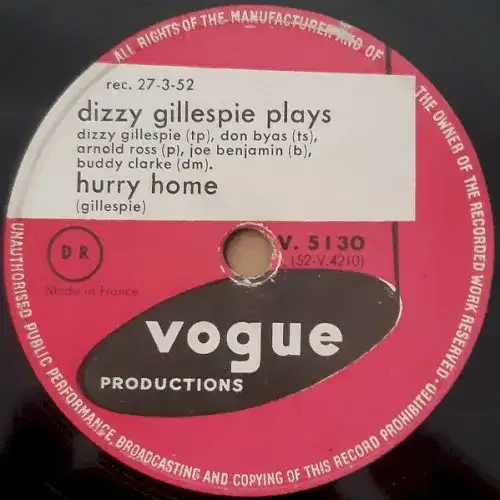 ALL RIGHTS OF THE MANUFACTURER AND OF THE OWNER OF THE RECORDED WORK RESERVED · UNAUTHORISED PUBLIC PERFORMANCE, BROADCASTING AND COPYING OF THIS RECORD PROHIBITED ·
rec. 27-3-52
dizzy gillespie plays
dizzy gillespie (tp), don byas (ts),
arnold ross (p), joe benjamin (b),
buddy clarke (dm).
hurry home
(gillespie)
DR
Made in France
V. 5130
(52-V.4210)
vogue
PRODUCTIONS